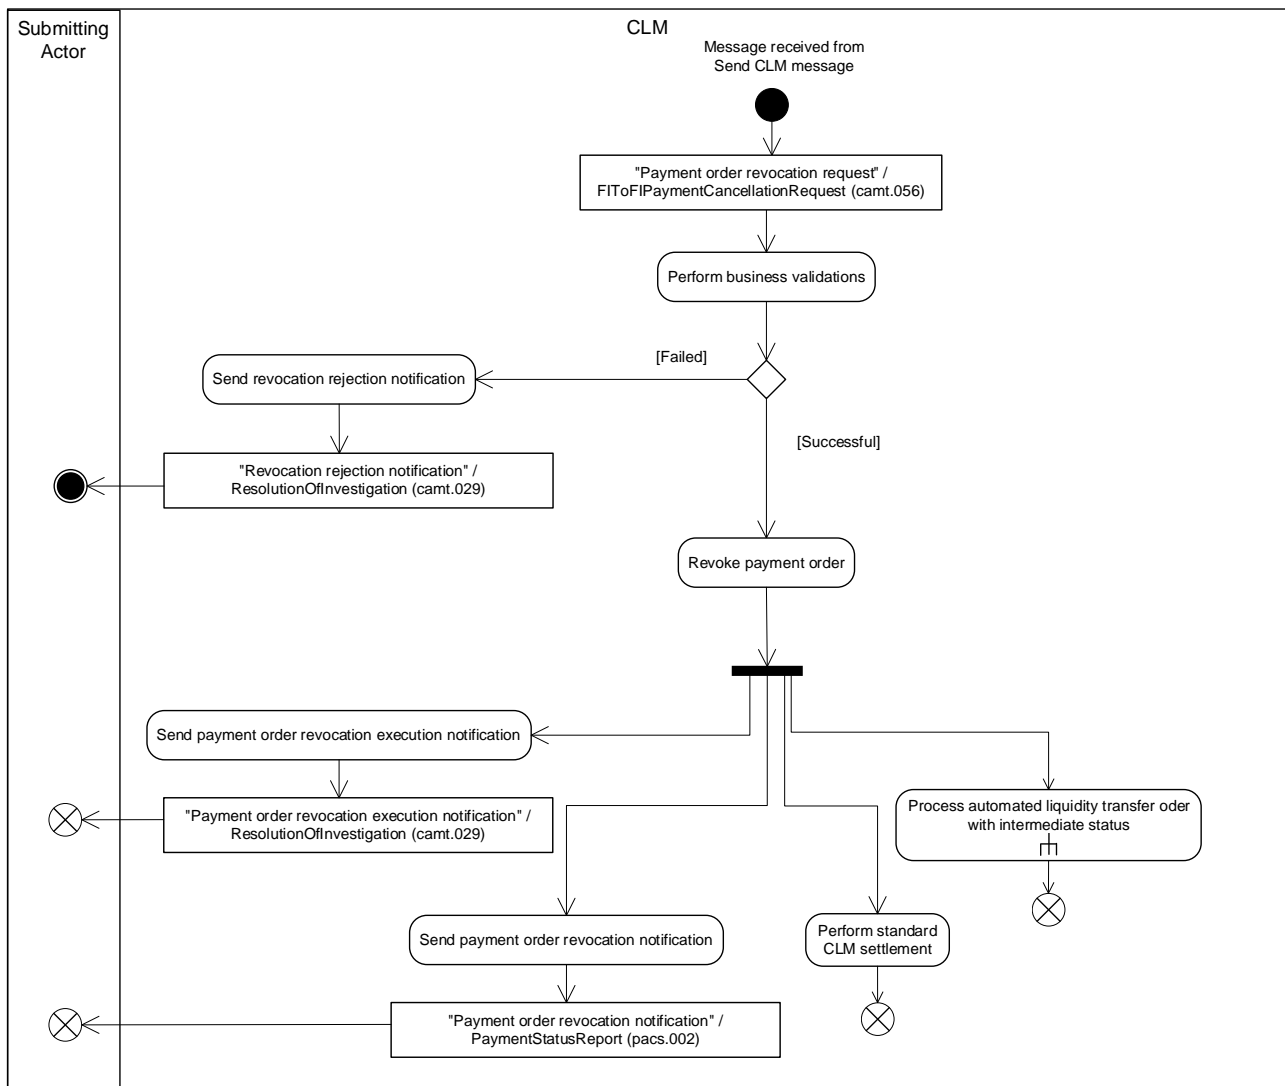 Submitting
Actor
CLM
Message received from
Send CLM message
"Payment order revocation request" /
FIToFIPaymentCancellationRequest (camt.056)
Perform business validations
[Failed]
Send revocation rejection notification
[Successful]
"Revocation rejection notification" /
ResolutionOfInvestigation (camt.029)
Revoke payment order
Send payment order revocation execution notification
"Payment order revocation execution notification" /
ResolutionOfInvestigation (camt.029)
Process automated liquidity transfer oder
with intermediate status
Send payment order revocation notification
Perform standard
CLM settlement
"Payment order revocation notification" /
PaymentStatusReport (pacs.002)